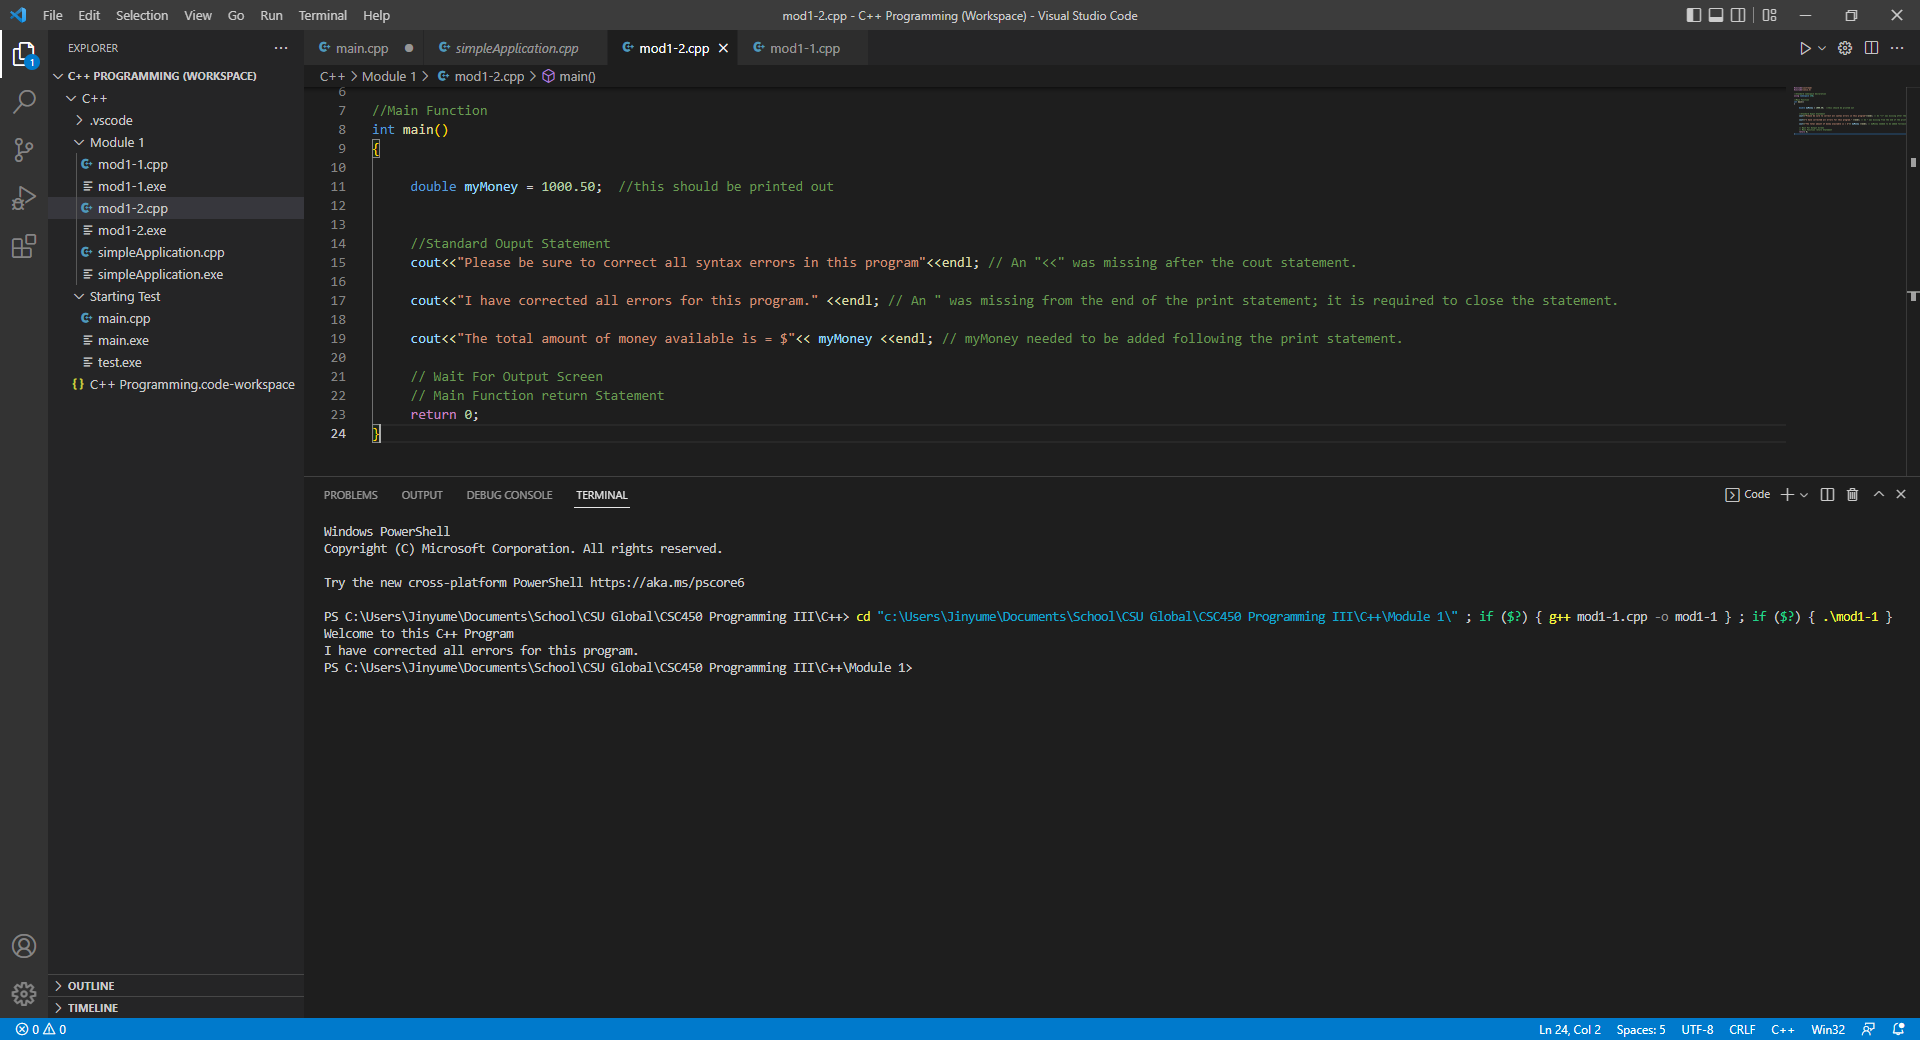 File Edit Selection View Go Run Terminal Help
mod1-2.cpp - C++ Programming (Workspace) - Visual Studio Code
EXPLORER
C++ PROGRAMMING (WORKSPACE)
C++
.vscode
Module 1
mod1-1.cpp
mod1-1.exe
mod1-2.cpp
mod1-2.exe
simpleApplication.cpp
simpleApplication.exe
Starting Test
main.cpp
main.exe
test.exe
{} C++ Programming.code-workspace
OUTLINE
TIMELINE
1
main.cpp simpleApplication.cpp mod1-2.cpp mod1-1.cpp
C++ > Module 1 > mod1-2.cpp > main()
6
7 //Main Function
8 int main()
9 {
10
11 double myMoney = 1000.50; //this should be printed out
12
13
14 //Standard Ouput Statement
15 cout<<"Please be sure to correct all syntax errors in this program"<<endl; // An "<<" was missing after the cout statement.
16
17 cout<<"I have corrected all errors for this program." <<endl; // An " was missing from the end of the print statement; it is required to close the statement.
18
19 cout<<"The total amount of money available is = $"<< myMoney <<endl; // myMoney needed to be added following the print statement.
20
21 // Wait For Output Screen
22 // Main Function return Statement
23 return 0;
24 }
PROBLEMS OUTPUT DEBUG CONSOLE TERMINAL
Code
Windows PowerShell
Copyright (C) Microsoft Corporation. All rights reserved.
Try the new cross-platform PowerShell https://aka.ms/pscore6
PS C:\Users\Jinyume\Documents\School\CSU Global\CSC450 Programming III\C++> cd "c:\Users\Jinyume\Documents\School\CSU Global\CSC450 Programming III\C++\Module 1\" ; if ($?) { g++ mod1-1.cpp -o mod1-1 } ; if ($?) { .\mod1-1 }
Welcome to this C++ Program
I have corrected all errors for this program.
PS C:\Users\Jinyume\Documents\School\CSU Global\CSC450 Programming III\C++\Module 1>
0 0
Ln 24, Col 2 Spaces: 5 UTF-8 CRLF C++ Win32